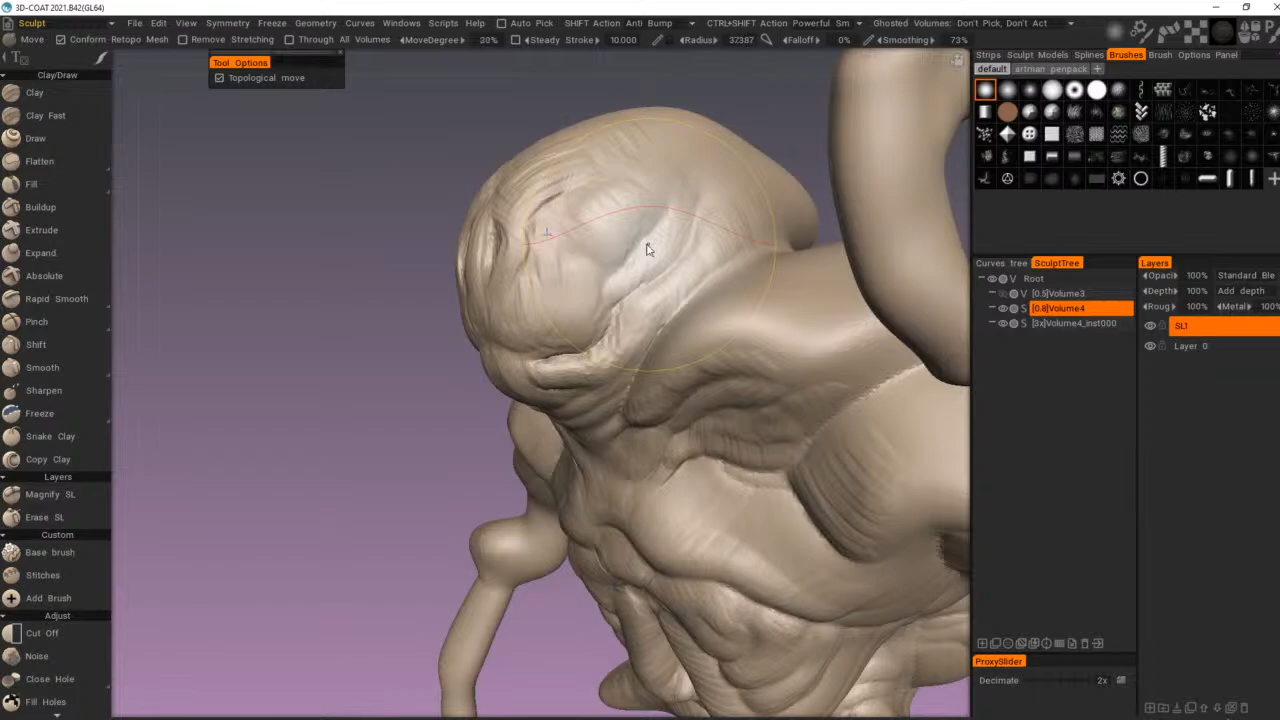 3D-COAT 2021.B42(GL64)
Sculpt File Edit View Symmetry Freeze Geometry Curves Windows Scripts Help Auto Pick SHIFT Action Anti Bump CTRL+SHIFT Action Powerful Sm Ghosted Volumes: Don't Pick, Don't Act
Move Conform Retopo Mesh Remove Stretching Through All Volumes MoveDegree 30% Steady Stroke 10.000 Radius 37.387 Falloff 0% Smoothing 73%
Tool Options
Topological move
Clay/Draw
Clay
Clay Fast
Draw
Flatten
Fill
Buildup
Extrude
Expand
Absolute
Rapid Smooth
Pinch
Shift
Smooth
Sharpen
Freeze
Snake Clay
Copy Clay
Layers
Magnify SL
Erase SL
Custom
Base brush
Stitches
Add Brush
Adjust
Cut Off
Noise
Close Hole
Fill Holes
Strips Sculpt Models Splines Brushes Brush Options Panel
default artman penpack +
Curves tree SculptTree
Root
V [0.5]Volume3
S [0.8]Volume4
S [3x]Volume4_inst000
Layers
Opaci 100% Standard Ble
Depth 100% Add depth
Roug 100% Metal 100%
SL1
Layer 0
ProxySlider
Decimate 2x